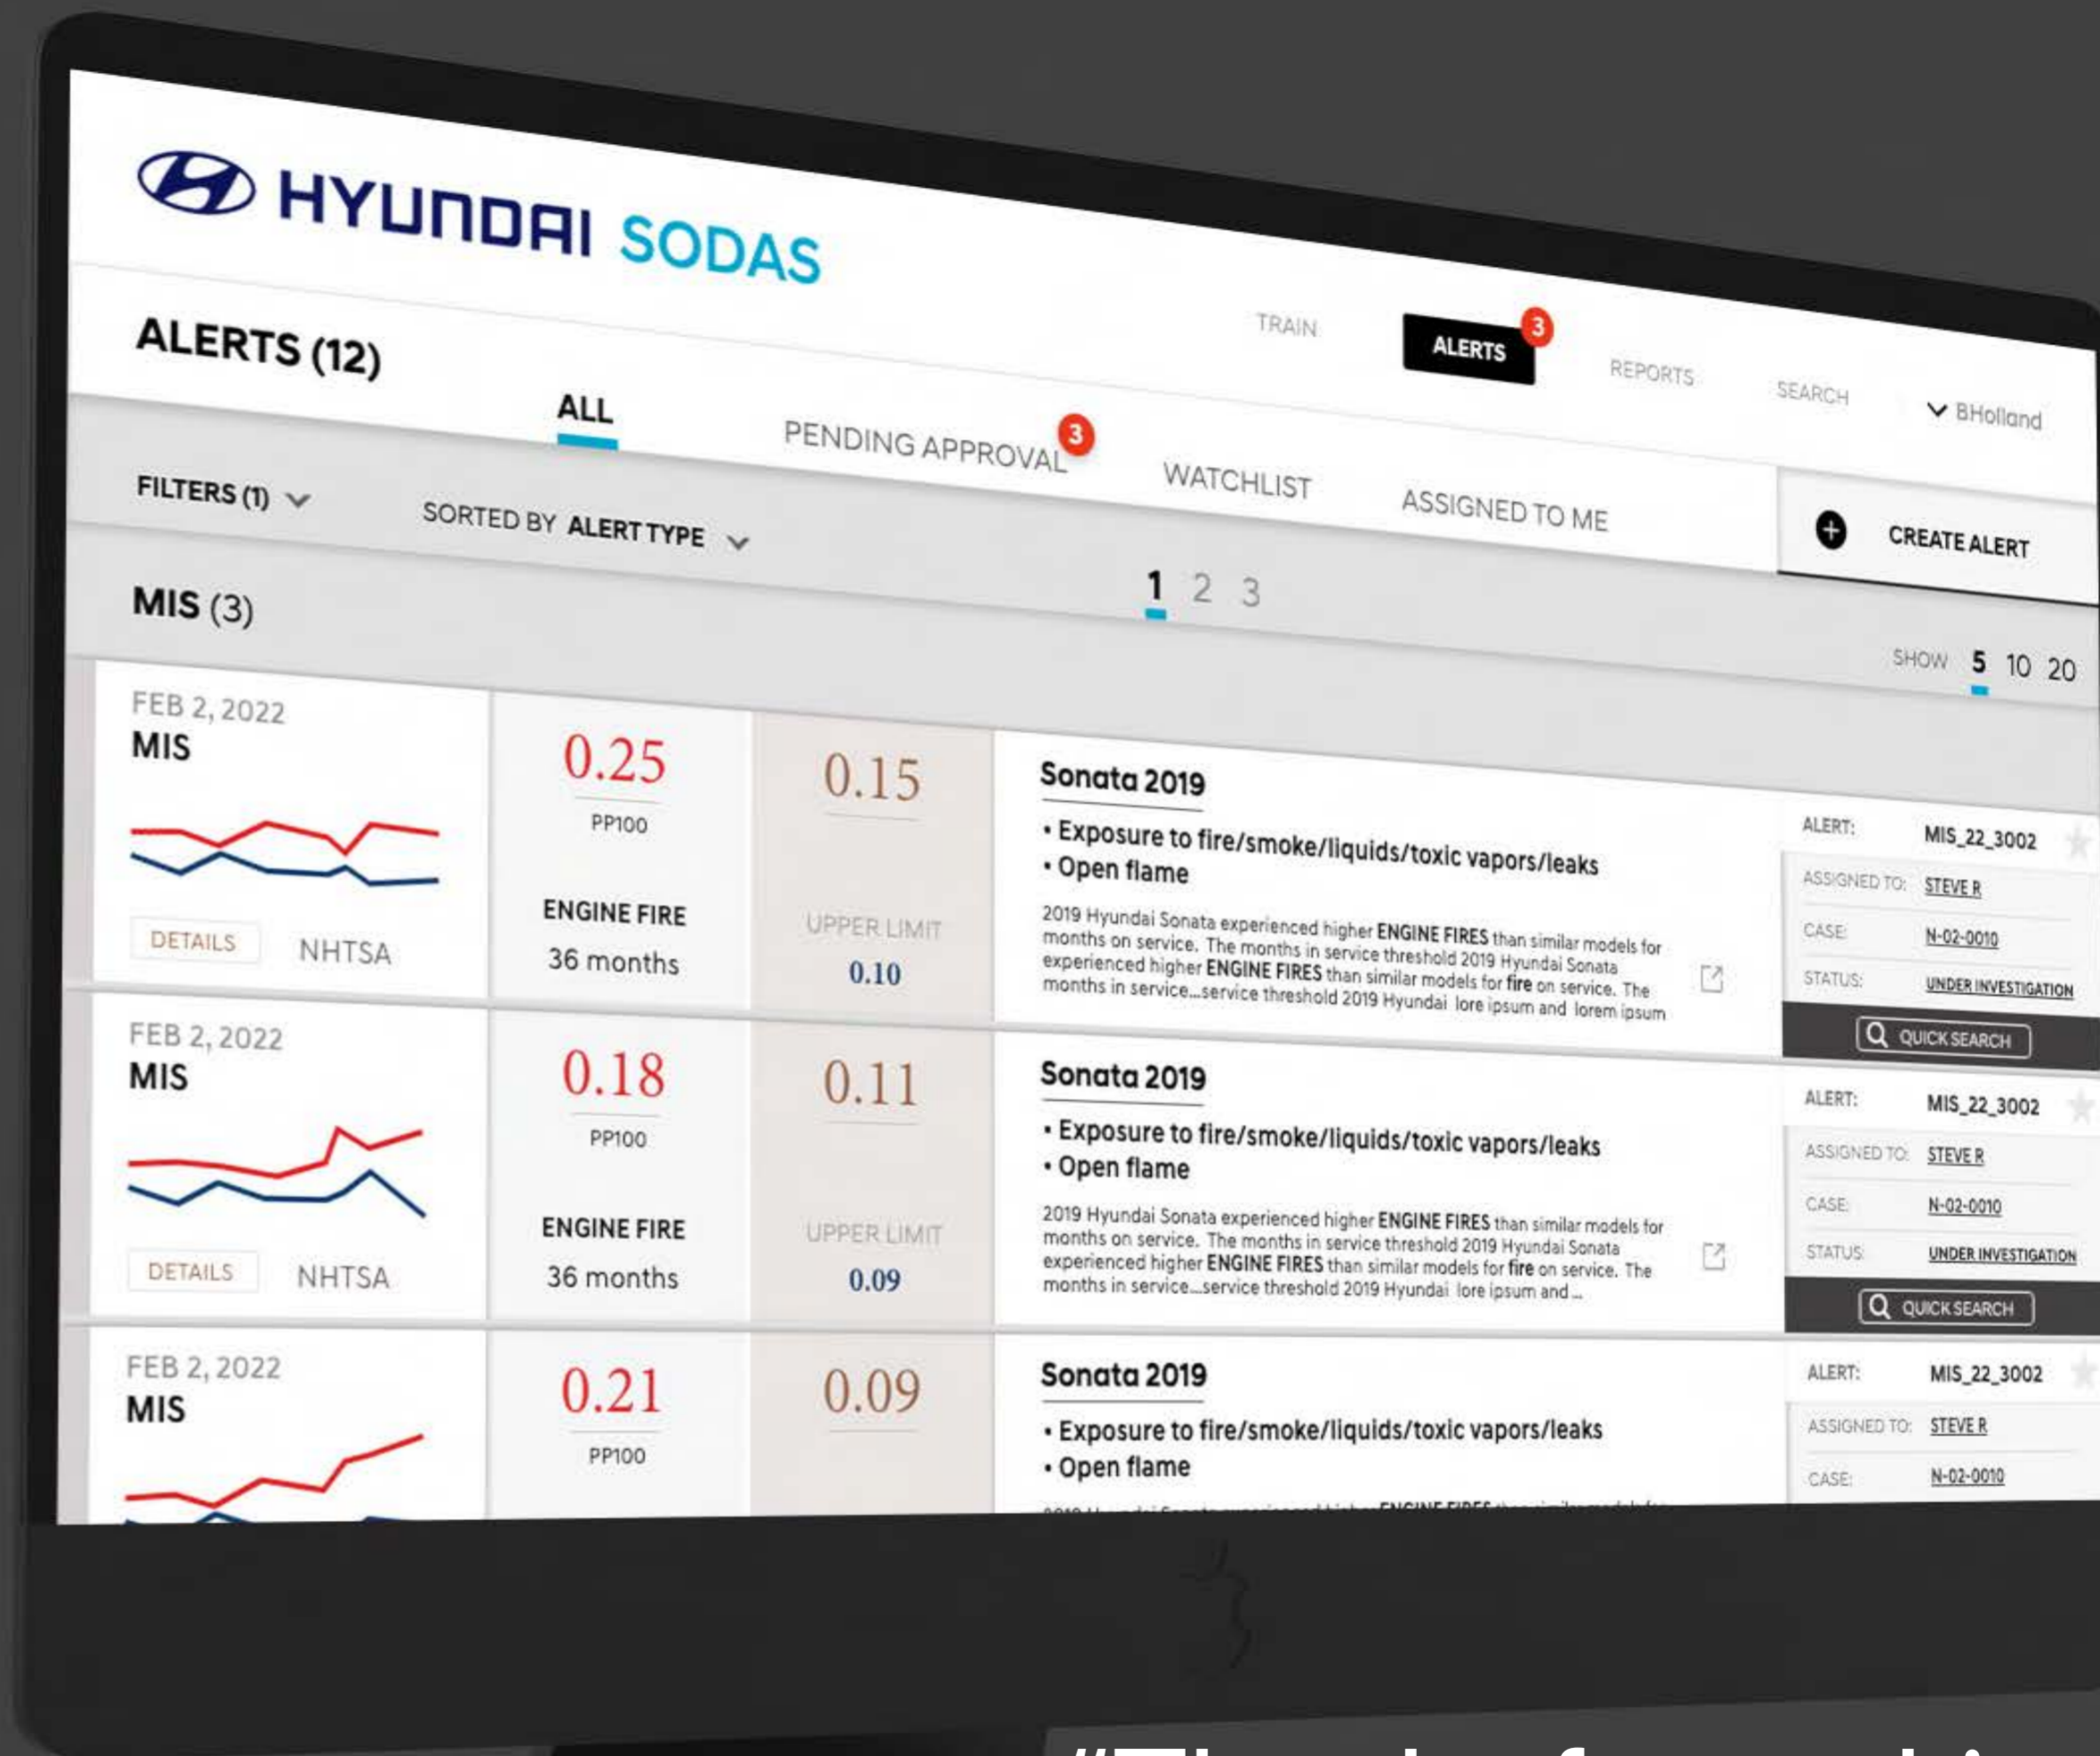 HYUNDAI SODAS
TRAIN
ALERTS 3
REPORTS
SEARCH
BHolland
ALERTS (12)
ALL
PENDING APPROVAL 3
WATCHLIST
ASSIGNED TO ME
CREATE ALERT
FILTERS (1)
SORTED BY ALERT TYPE
1 2 3
SHOW 5 10 20
MIS (3)
FEB 2, 2022
MIS
DETAILS NHTSA
0.25
PP100
ENGINE FIRE
36 months
0.15
UPPER LIMIT
0.10
Sonata 2019
• Exposure to fire/smoke/liquids/toxic vapors/leaks
• Open flame
2019 Hyundai Sonata experienced higher ENGINE FIRES than similar models for
months on service. The months in service threshold 2019 Hyundai Sonata
experienced higher ENGINE FIRES than similar models for fire on service. The
months in service...service threshold 2019 Hyundai lore ipsum and lorem ipsum
ALERT: MIS_22_3002
ASSIGNED TO: STEVE R
CASE: N-02-0010
STATUS: UNDER INVESTIGATION
QUICK SEARCH
FEB 2, 2022
MIS
DETAILS NHTSA
0.18
PP100
ENGINE FIRE
36 months
0.11
UPPER LIMIT
0.09
Sonata 2019
• Exposure to fire/smoke/liquids/toxic vapors/leaks
• Open flame
2019 Hyundai Sonata experienced higher ENGINE FIRES than similar models for
months on service. The months in service threshold 2019 Hyundai Sonata
experienced higher ENGINE FIRES than similar models for fire on service. The
months in service...service threshold 2019 Hyundai lore ipsum and ...
ALERT: MIS_22_3002
ASSIGNED TO: STEVE R
CASE: N-02-0010
STATUS: UNDER INVESTIGATION
QUICK SEARCH
FEB 2, 2022
MIS
0.21
PP100
0.09
Sonata 2019
• Exposure to fire/smoke/liquids/toxic vapors/leaks
• Open flame
ALERT: MIS_22_3002
ASSIGNED TO: STEVE R
CASE: N-02-0010